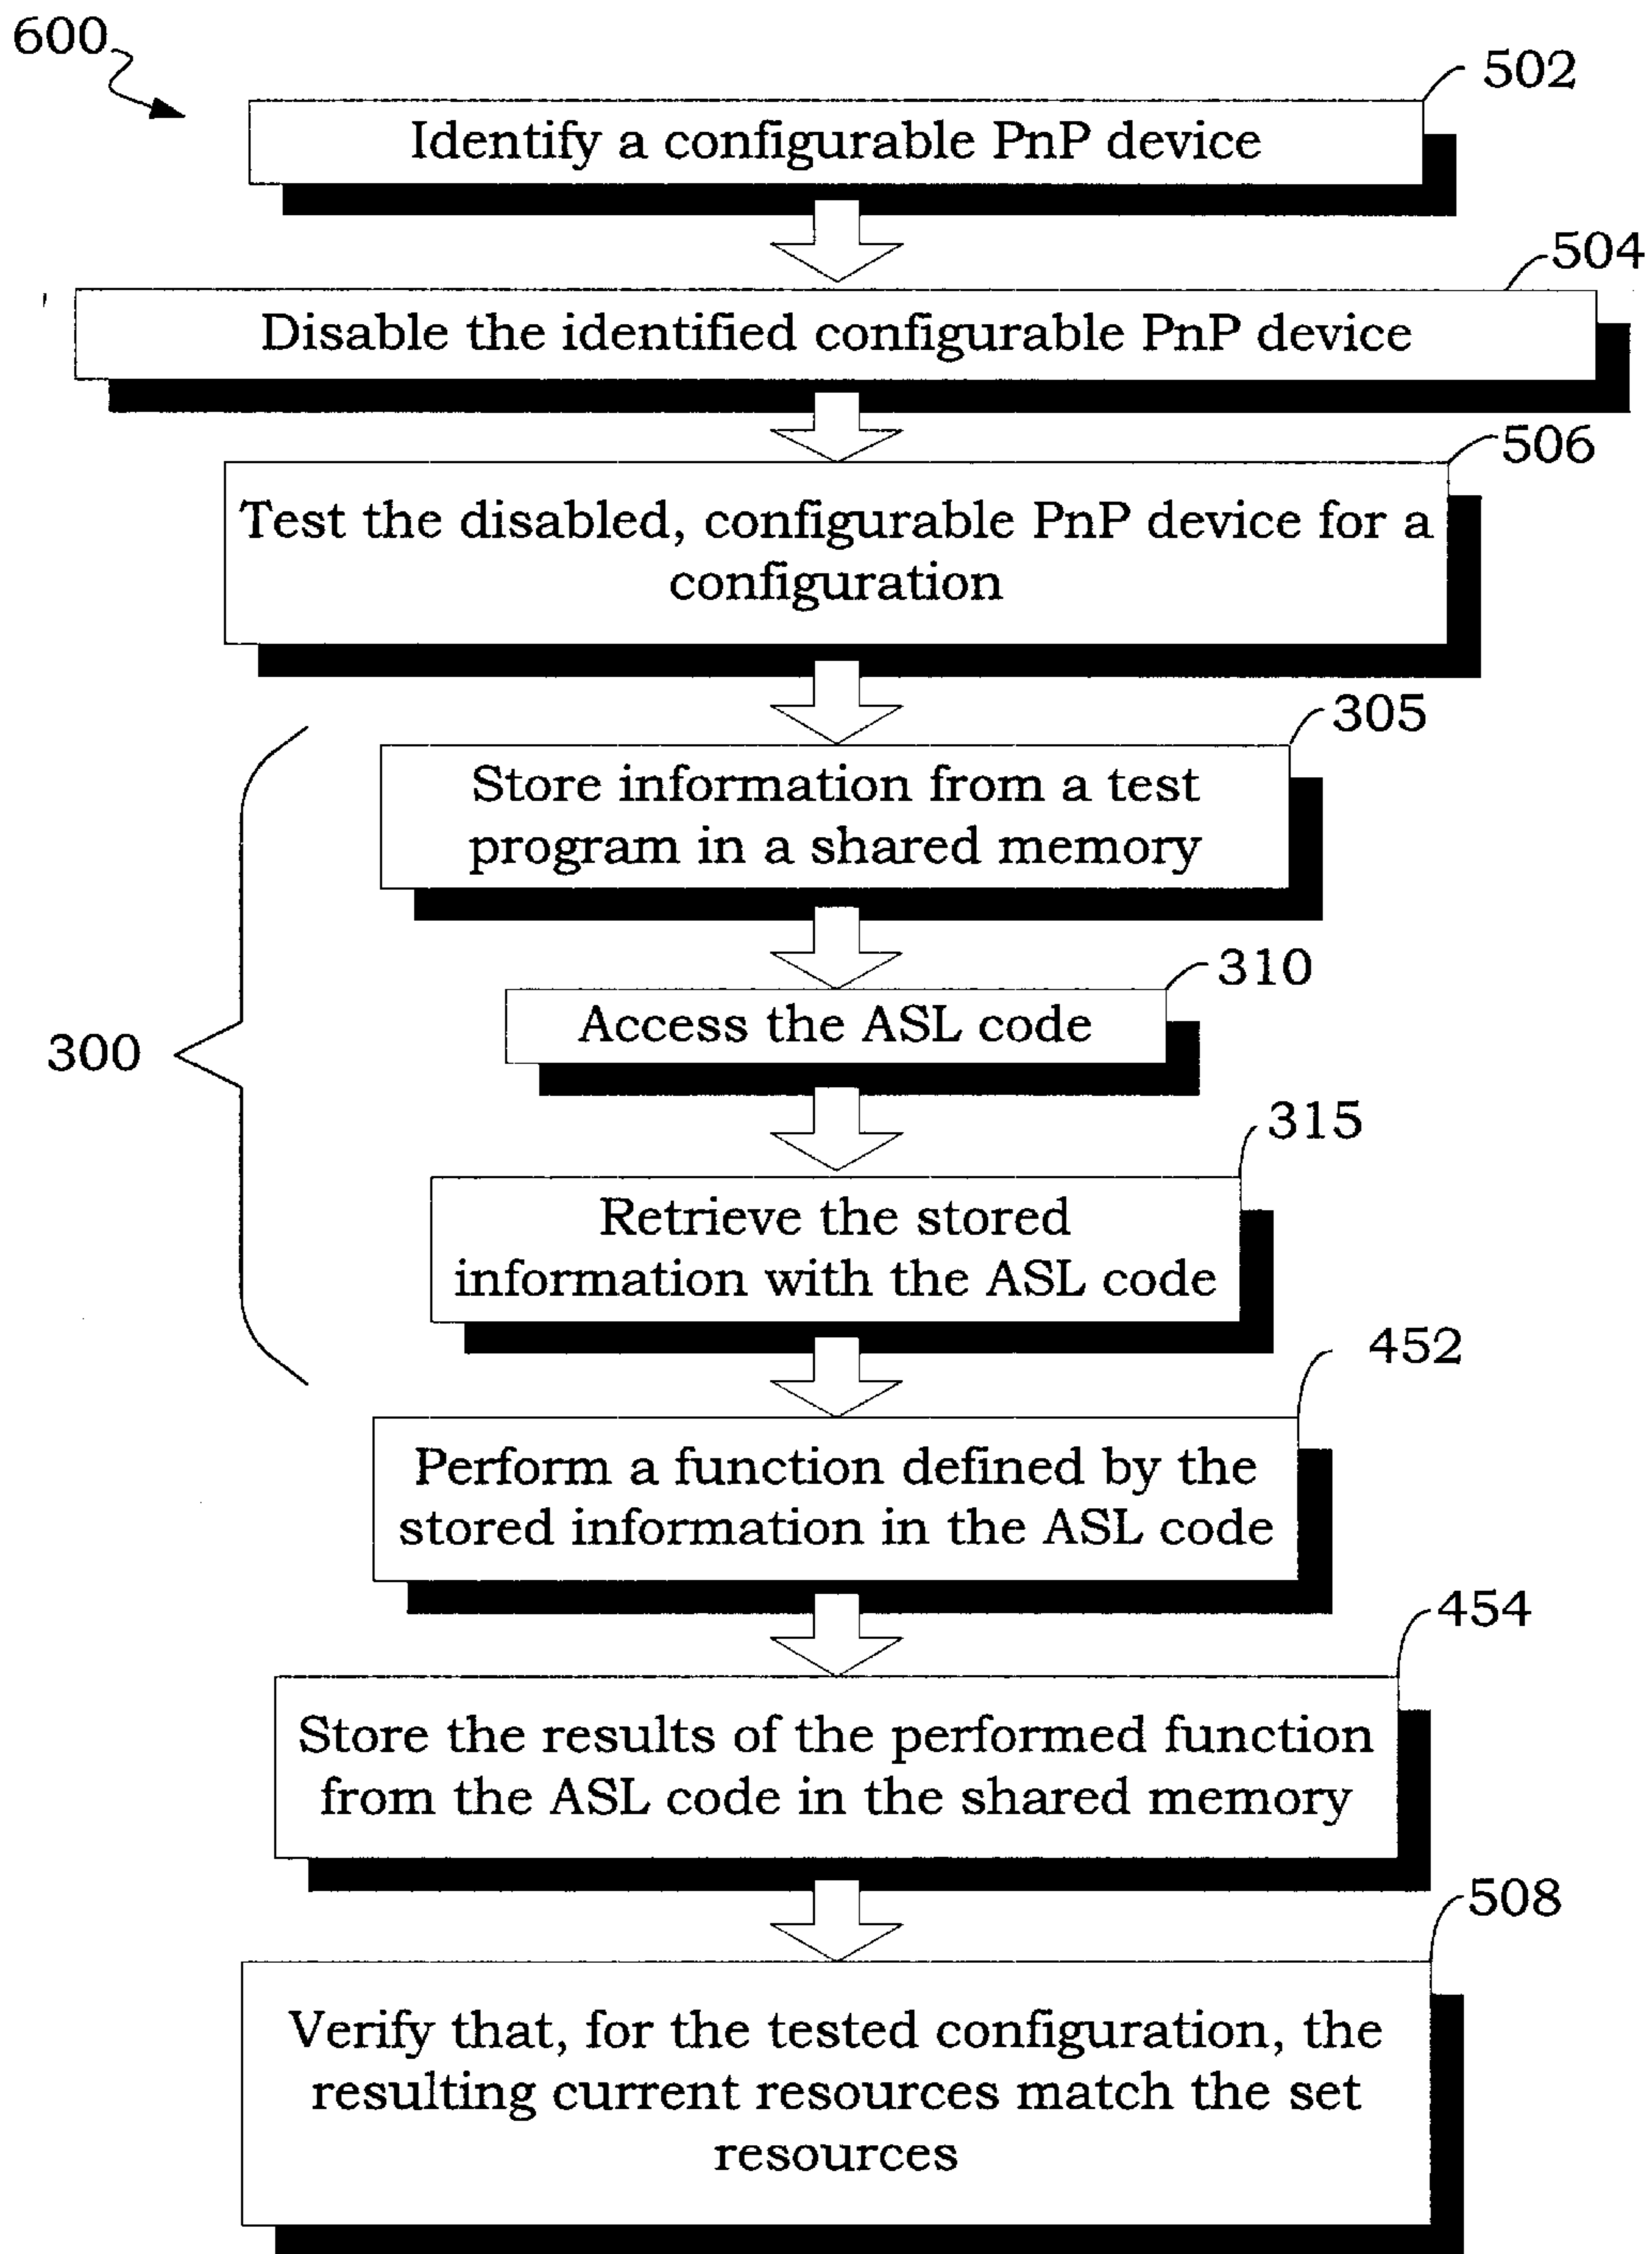 600
502
Identify a configurable PnP device
504
Disable the identified configurable PnP device
506
Test the disabled, configurable PnP device for a
configuration
305
Store information from a test
program in a shared memory
310
Access the ASL code
300
315
Retrieve the stored
information with the ASL code
452
Perform a function defined by the
stored information in the ASL code
454
Store the results of the performed function
from the ASL code in the shared memory
508
Verify that, for the tested configuration, the
resulting current resources match the set
resources